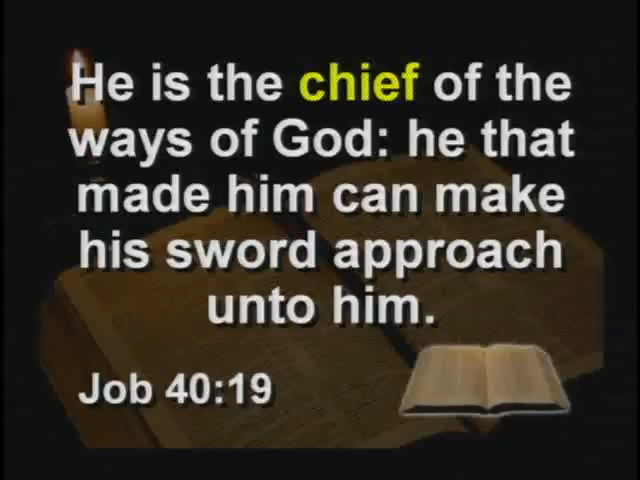 He is the chief of the
ways of God: he that
made him can make
his sword approach
unto him.
Job 40:19